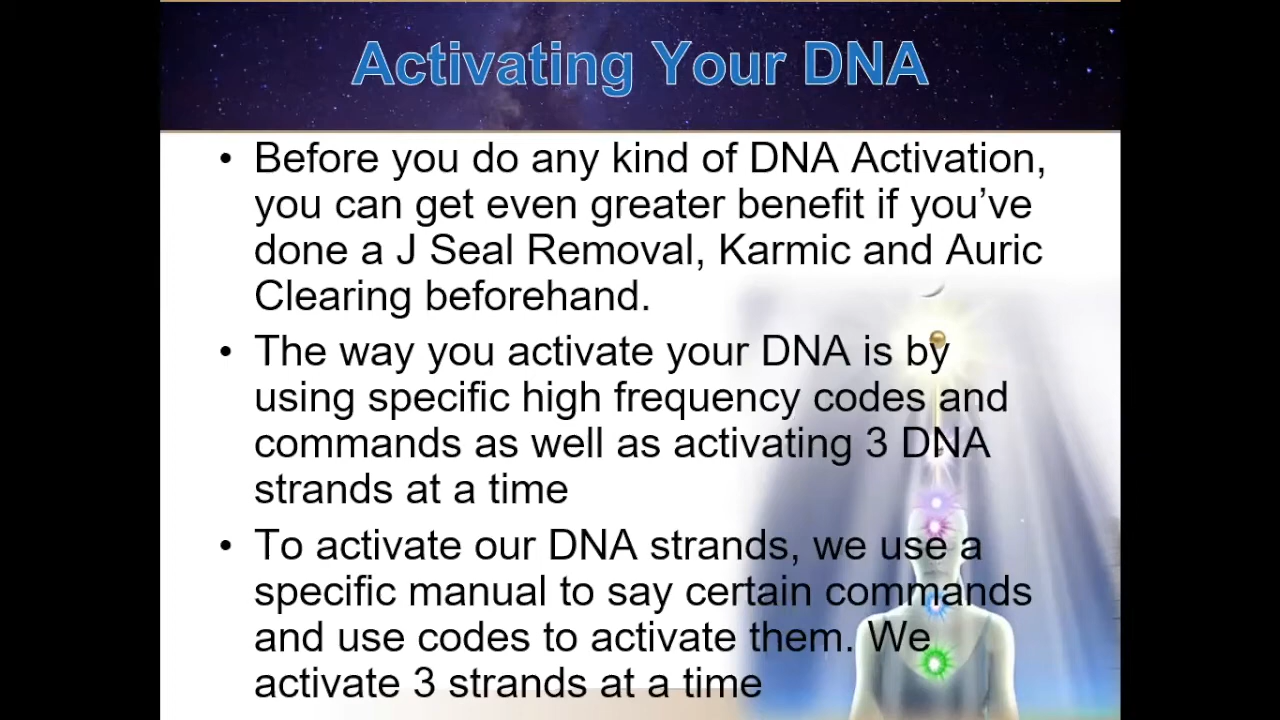 Activating Your DNA
• Before you do any kind of DNA Activation,
you can get even greater benefit if you’ve
done a J Seal Removal, Karmic and Auric
Clearing beforehand.
• The way you activate your DNA is by
using specific high frequency codes and
commands as well as activating 3 DNA
strands at a time
• To activate our DNA strands, we use a
specific manual to say certain commands
and use codes to activate them. We
activate 3 strands at a time